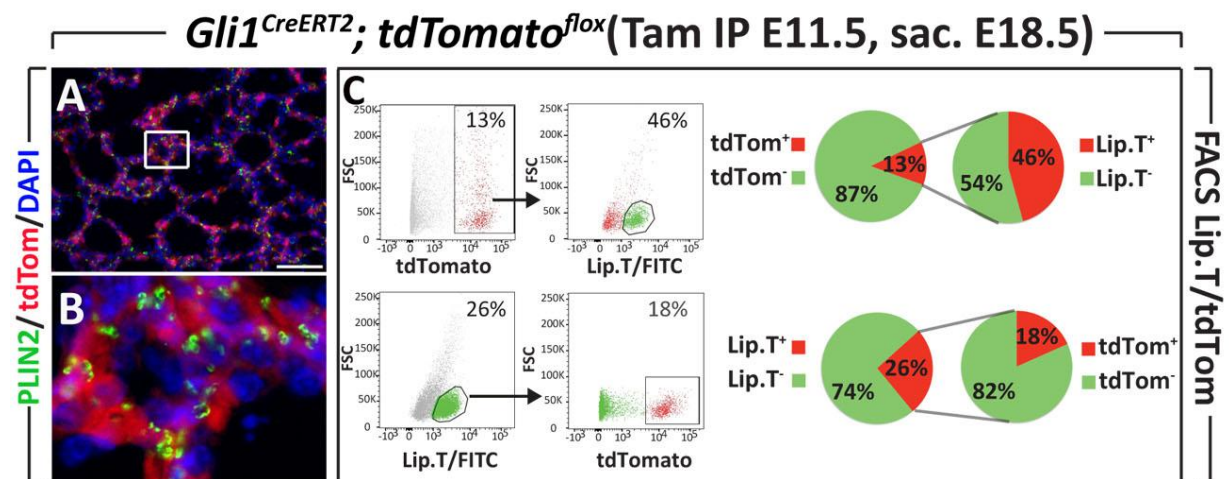 Gli1CreERT2; tdTomatoflox(Tam IP E11.5, sac. E18.5)
PLIN2/tdTom/DAPI
A
B
C
FSC
250K
200K
150K
100K
50K
0
13%
-10³ 0 10³ 10⁴ 10⁵
tdTomato
FSC
250K
200K
150K
100K
50K
0
46%
-10³ 0 10³ 10⁴ 10⁵
Lip.T/FITC
tdTom⁺
tdTom⁻
13%
87%
46%
54%
Lip.T⁺
Lip.T⁻
FSC
250K
200K
150K
100K
50K
0
26%
-10³ 0 10³ 10⁴ 10⁵
Lip.T/FITC
FSC
250K
200K
150K
100K
50K
0
18%
-10³ 0 10³ 10⁴ 10⁵
tdTomato
Lip.T⁺
Lip.T⁻
26%
74%
18%
82%
tdTom⁺
tdTom⁻
FACS Lip.T/tdTom